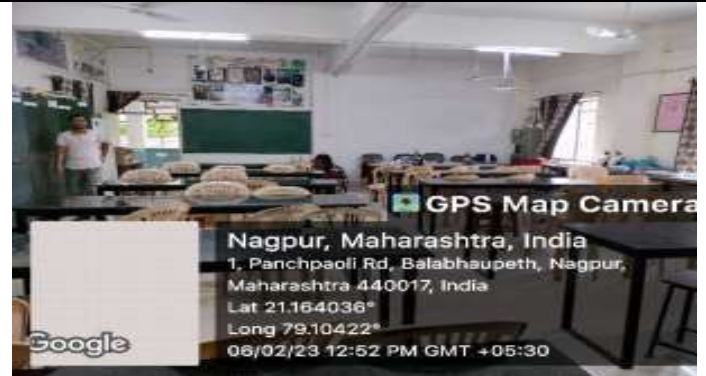 GPS Map Camera
Nagpur, Maharashtra, India
1, Panchpaoli Rd, Balabhaupeth, Nagpur,
Maharashtra 440017, India
Lat 21.164036°
Long 79.10422°
06/02/23 12:52 PM GMT +05:30
Google